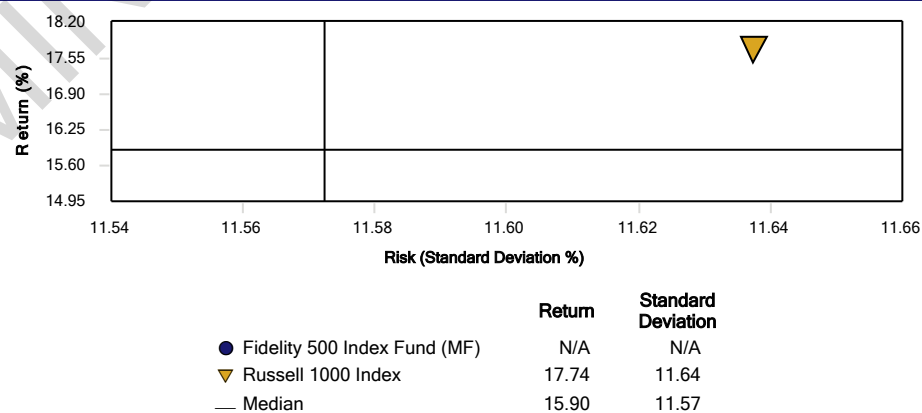 18.20
17.55
16.90
16.25
15.60
14.95
Return (%)
11.54 11.56 11.58 11.60 11.62 11.64 11.66
Risk (Standard Deviation %)
Return Standard Deviation
Fidelity 500 Index Fund (MF) N/A N/A
Russell 1000 Index 17.74 11.64
Median 15.90 11.57